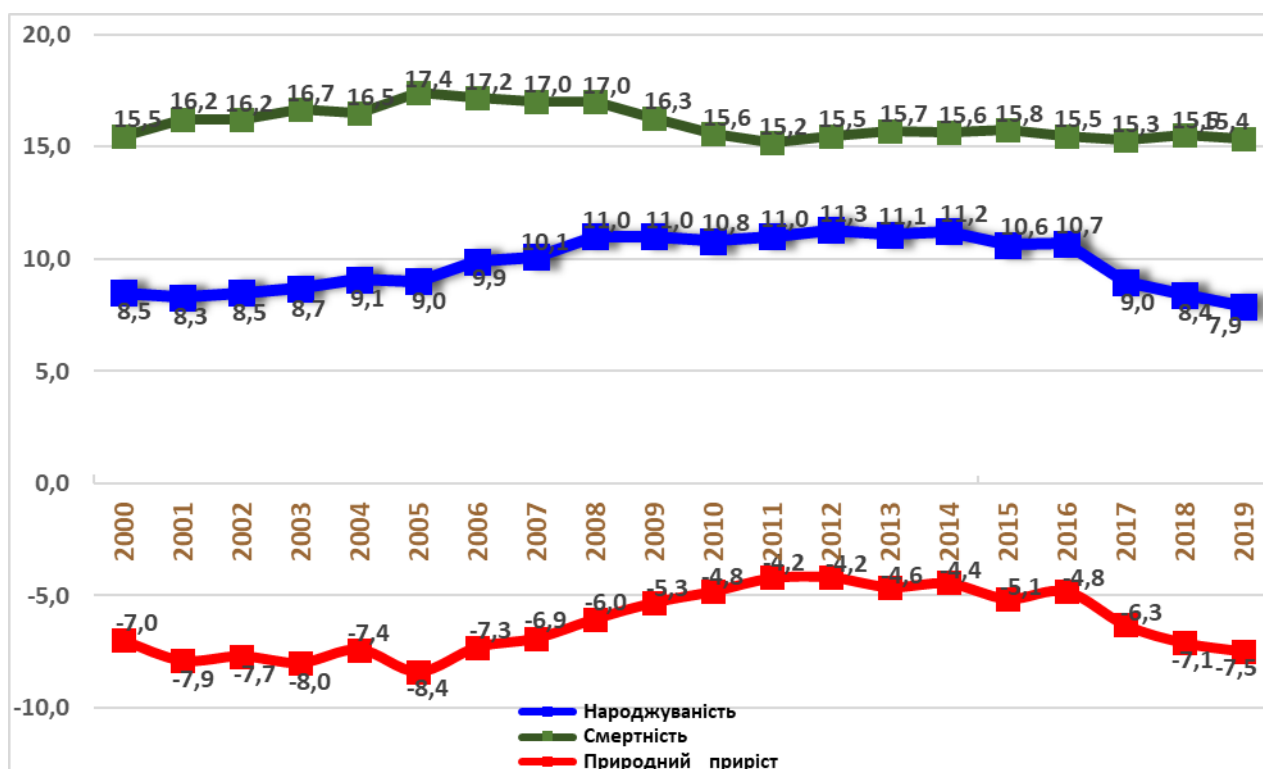 20,0
15,0
10,0
5,0
0,0
-5,0
-10,0
15,5 16,2 16,2 16,7 16,5 17,4 17,2 17,0 17,0 16,3 15,6 15,2 15,5 15,7 15,6 15,8 15,5 15,3 15,5 15,4
8,5 8,3 8,5 8,7 9,1 9,0 9,9 10,1 11,0 11,0 10,8 11,0 11,3 11,1 11,2 10,6 10,7 9,0 8,4 7,9
2000 2001 2002 2003 2004 2005 2006 2007 2008 2009 2010 2011 2012 2013 2014 2015 2016 2017 2018 2019
-7,0 -7,9 -7,7 -8,0 -7,4 -8,4 -7,3 -6,9 -6,0 -5,3 -4,8 -4,2 -4,2 -4,6 -4,4 -5,1 -4,8 -6,3 -7,1 -7,5
Народжуваність
Смертність
Природний приріст